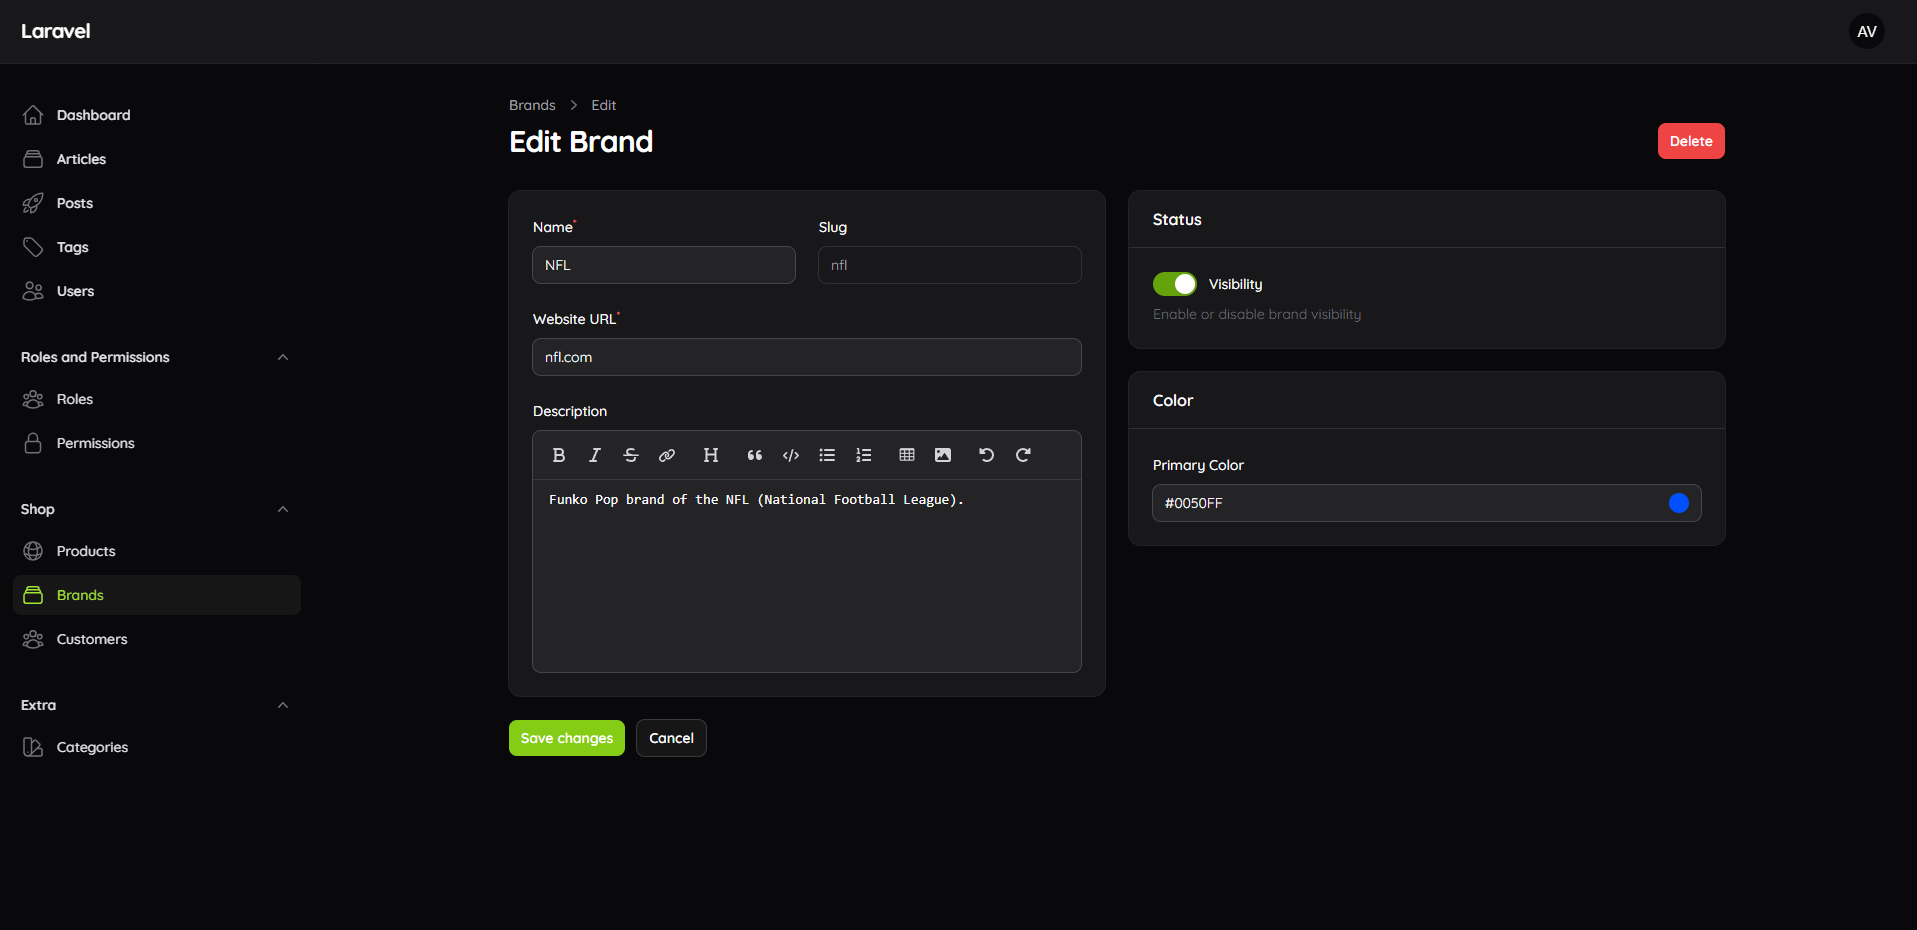 Laravel
AV
Dashboard
Articles
Posts
Tags
Users
Roles and Permissions
Roles
Permissions
Shop
Products
Brands
Customers
Extra
Categories
Brands > Edit
Edit Brand
Delete
Name*
NFL
Slug
nfl
Website URL*
nfl.com
Description
Funko Pop brand of the NFL (National Football League).
Save changes
Cancel
Status
Visibility
Enable or disable brand visibility
Color
Primary Color
#0050FF